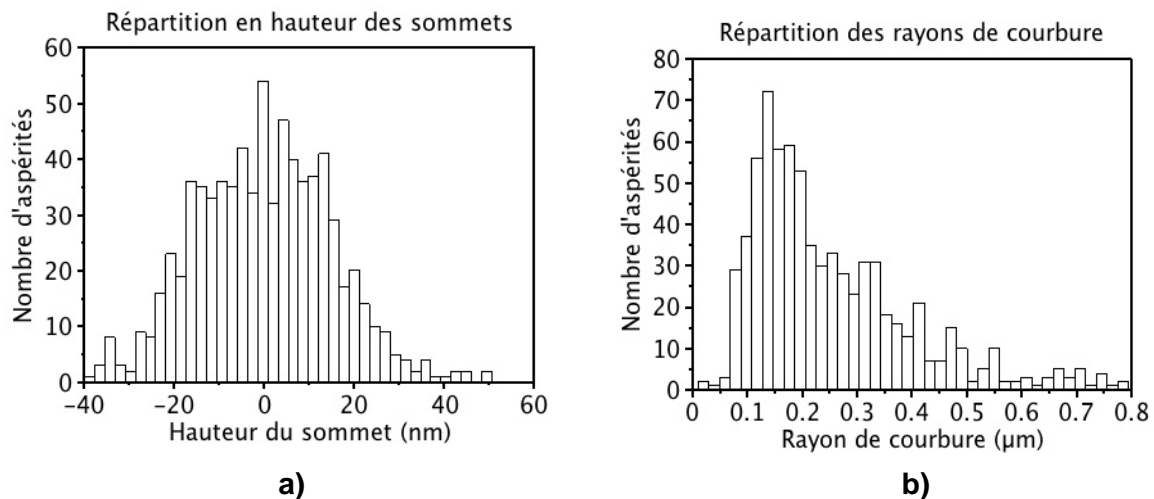 Répartition en hauteur des sommets
60
50
40
30
20
10
0
Nombre d'aspérités
−40 −20 0 20 40 60
Hauteur du sommet (nm)
a)
Répartition des rayons de courbure
80
70
60
50
40
30
20
10
0
Nombre d'aspérités
0 0.1 0.2 0.3 0.4 0.5 0.6 0.7 0.8
Rayon de courbure (µm)
b)